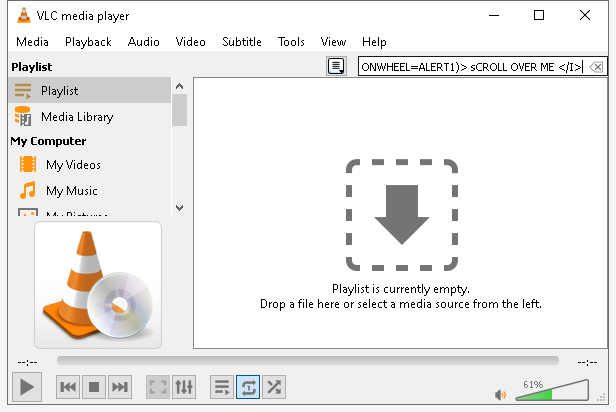 VLC media player
Media Playback Audio Video Subtitle Tools View Help
Playlist
ONWHEEL=ALERT1)> sCROLL OVER ME </I>
Playlist
Media Library
My Computer
My Videos
My Music
Playlist is currently empty.
Drop a file here or select a media source from the left.
--:--
--:--
61%